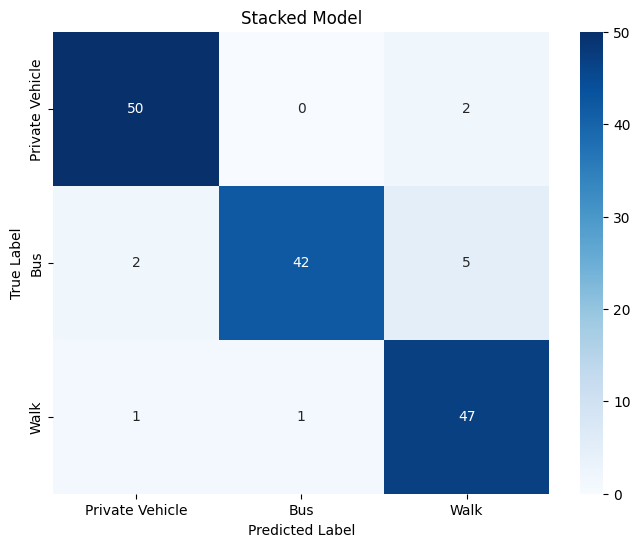 Stacked Model
Private Vehicle
Bus
Walk
True Label
50 0 2
2 42 5
1 1 47
Private Vehicle Bus Walk
Predicted Label
50
40
30
20
10
0